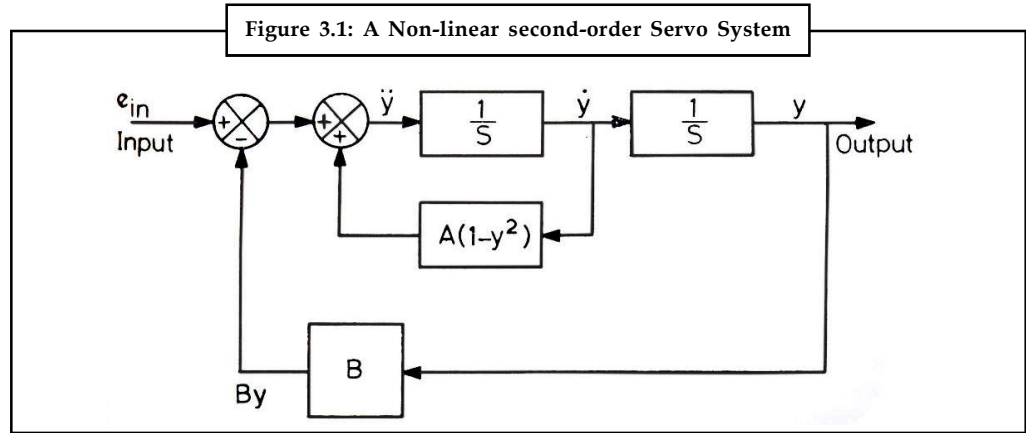 Figure 3.1: A Non-linear second-order Servo System
e_in
Input
+
-
+
+
ÿ
1/S
ẏ
1/S
y
Output
A(1-y²)
B
By